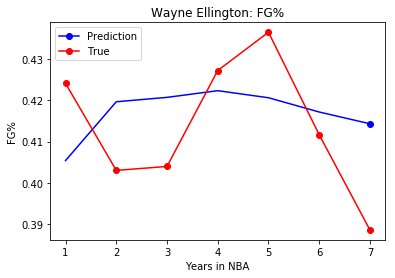 Wayne Ellington: FG%
Prediction
True
FG%
0.43
0.42
0.41
0.40
0.39
1 2 3 4 5 6 7
Years in NBA